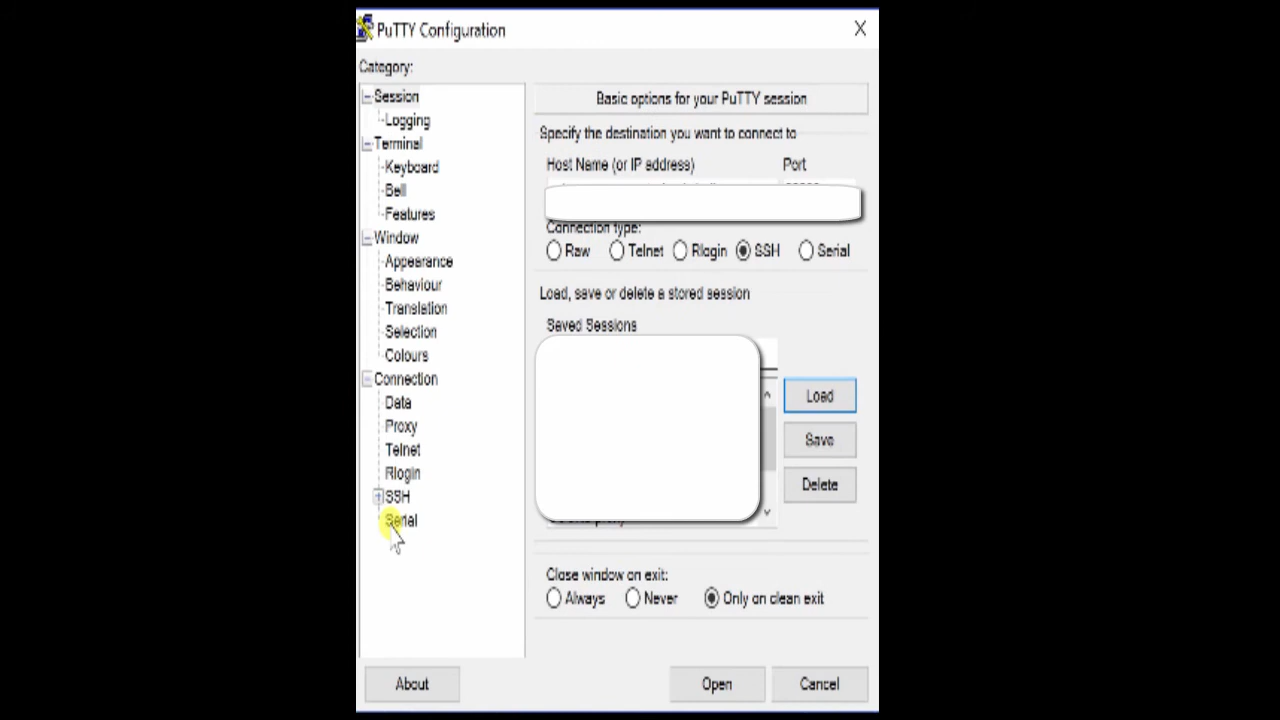 PuTTY Configuration
X
Category:
Session
Logging
Terminal
Keyboard
Bell
Features
Window
Appearance
Behaviour
Translation
Selection
Colours
Connection
Data
Proxy
Telnet
Rlogin
SSH
Serial
Basic options for your PuTTY session
Specify the destination you want to connect to
Host Name (or IP address) Port
Connection type:
Raw Telnet Rlogin SSH Serial
Load, save or delete a stored session
Saved Sessions
Load
Save
Delete
Close window on exit:
Always Never Only on clean exit
About Open Cancel